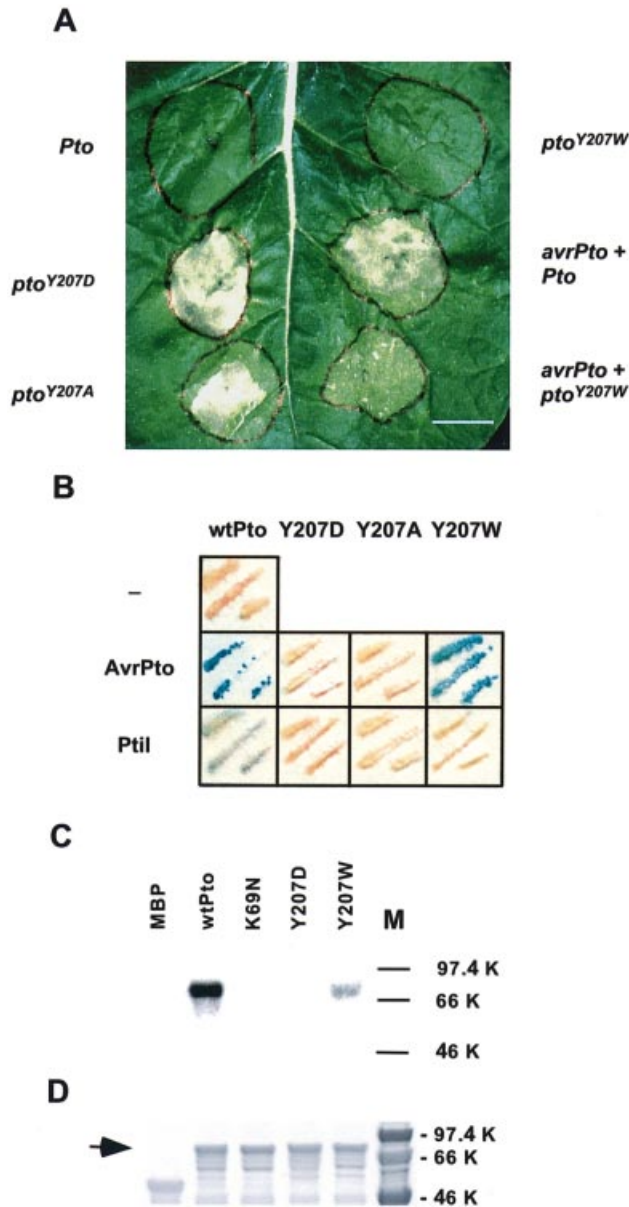 A
Pto
pto^Y207W
pto^Y207D
avrPto +
Pto
pto^Y207A
avrPto +
pto^Y207W
B
wtPto Y207D Y207A Y207W
–
AvrPto
PtiI
C
MBP
wtPto
K69N
Y207D
Y207W
M
97.4 K
66 K
46 K
D
- 97.4 K
- 66 K
- 46 K